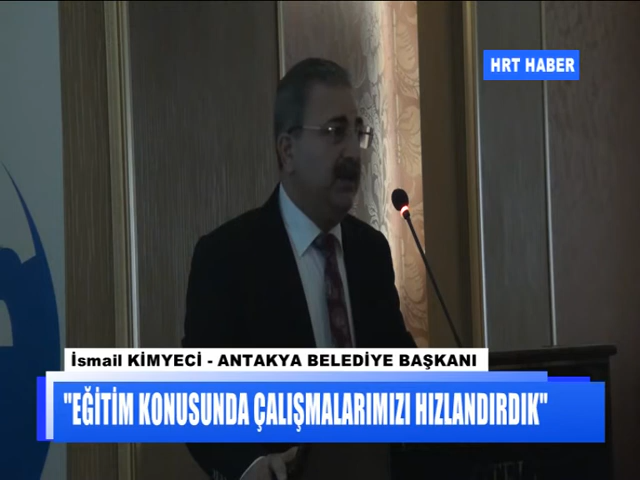 HRT HABER
İsmail KİMYECİ - ANTAKYA BELEDİYE BAŞKANI
"EĞİTİM KONUSUNDA ÇALIŞMALARIMIZI HIZLANDIRDIK"